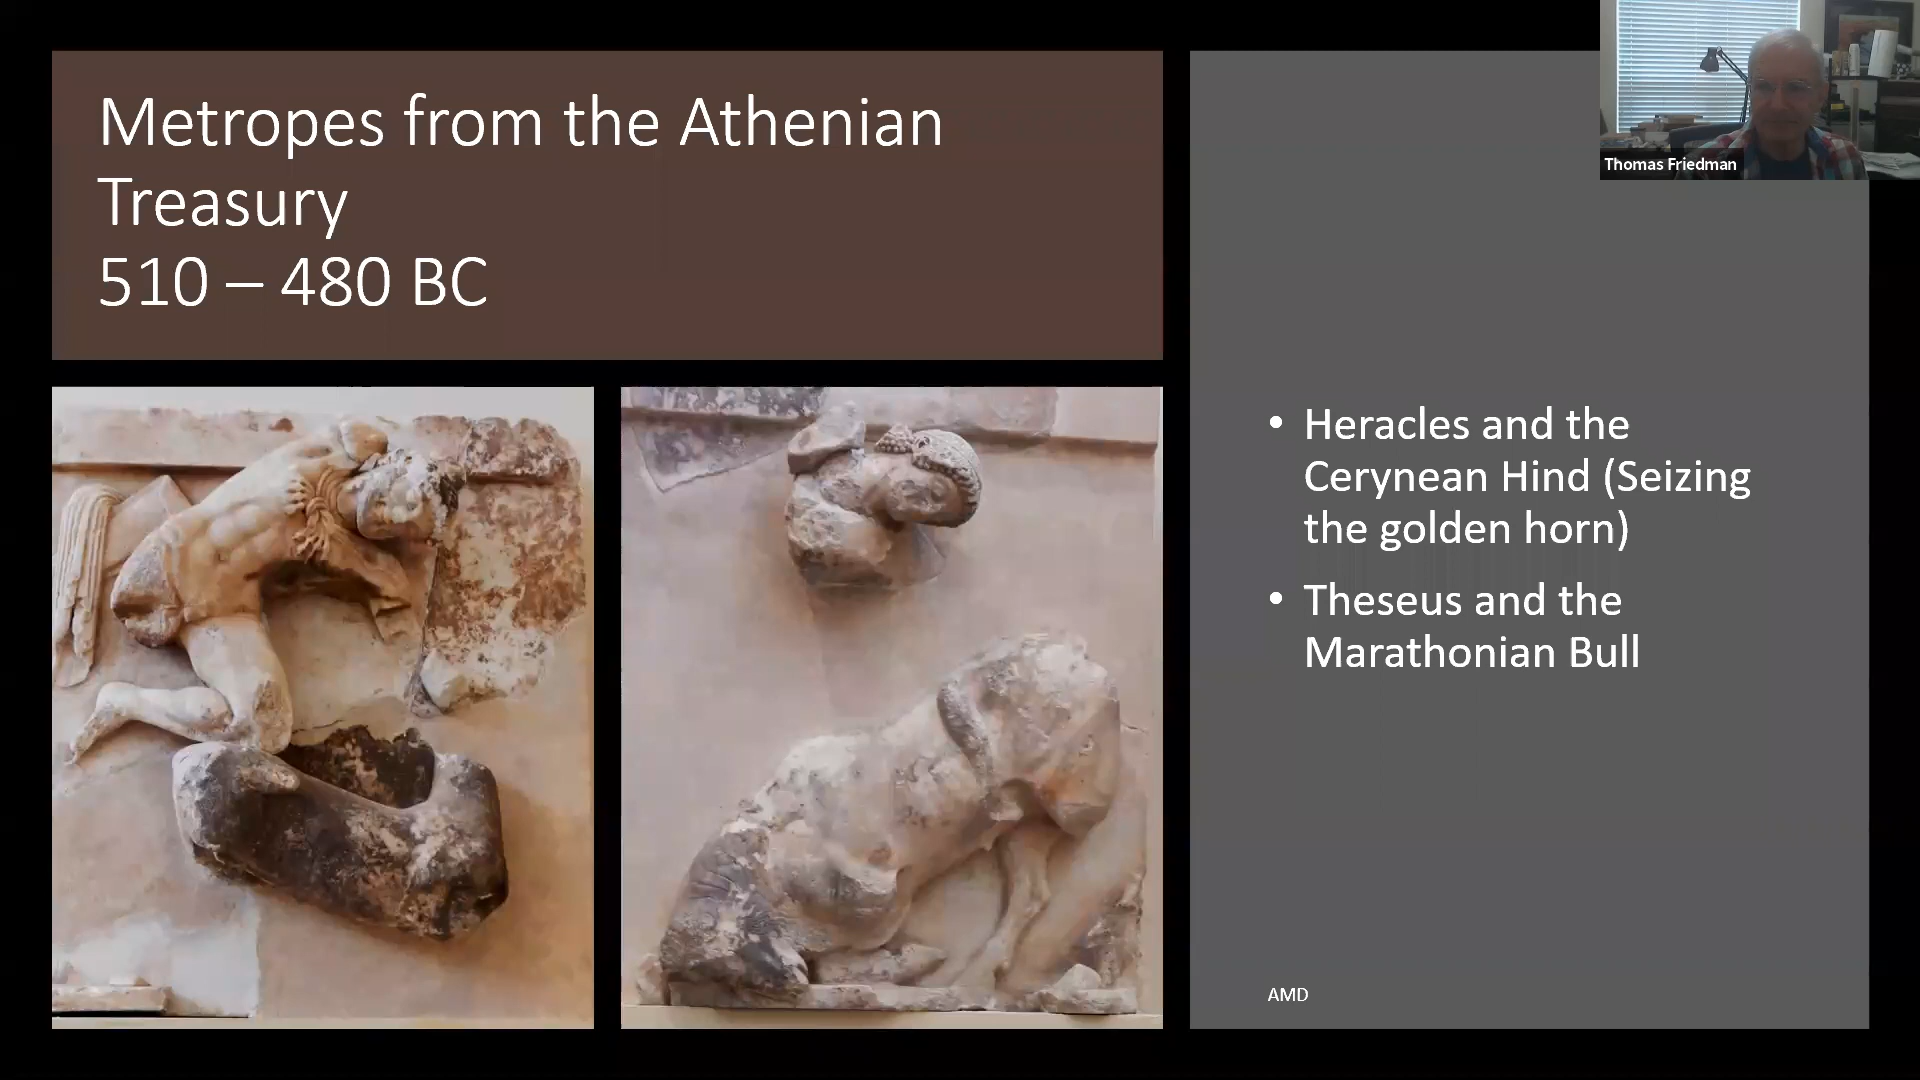 Metropes from the Athenian
Treasury
510 – 480 BC
Thomas Friedman
• Heracles and the
Cerynean Hind (Seizing
the golden horn)
• Theseus and the
Marathonian Bull
AMD